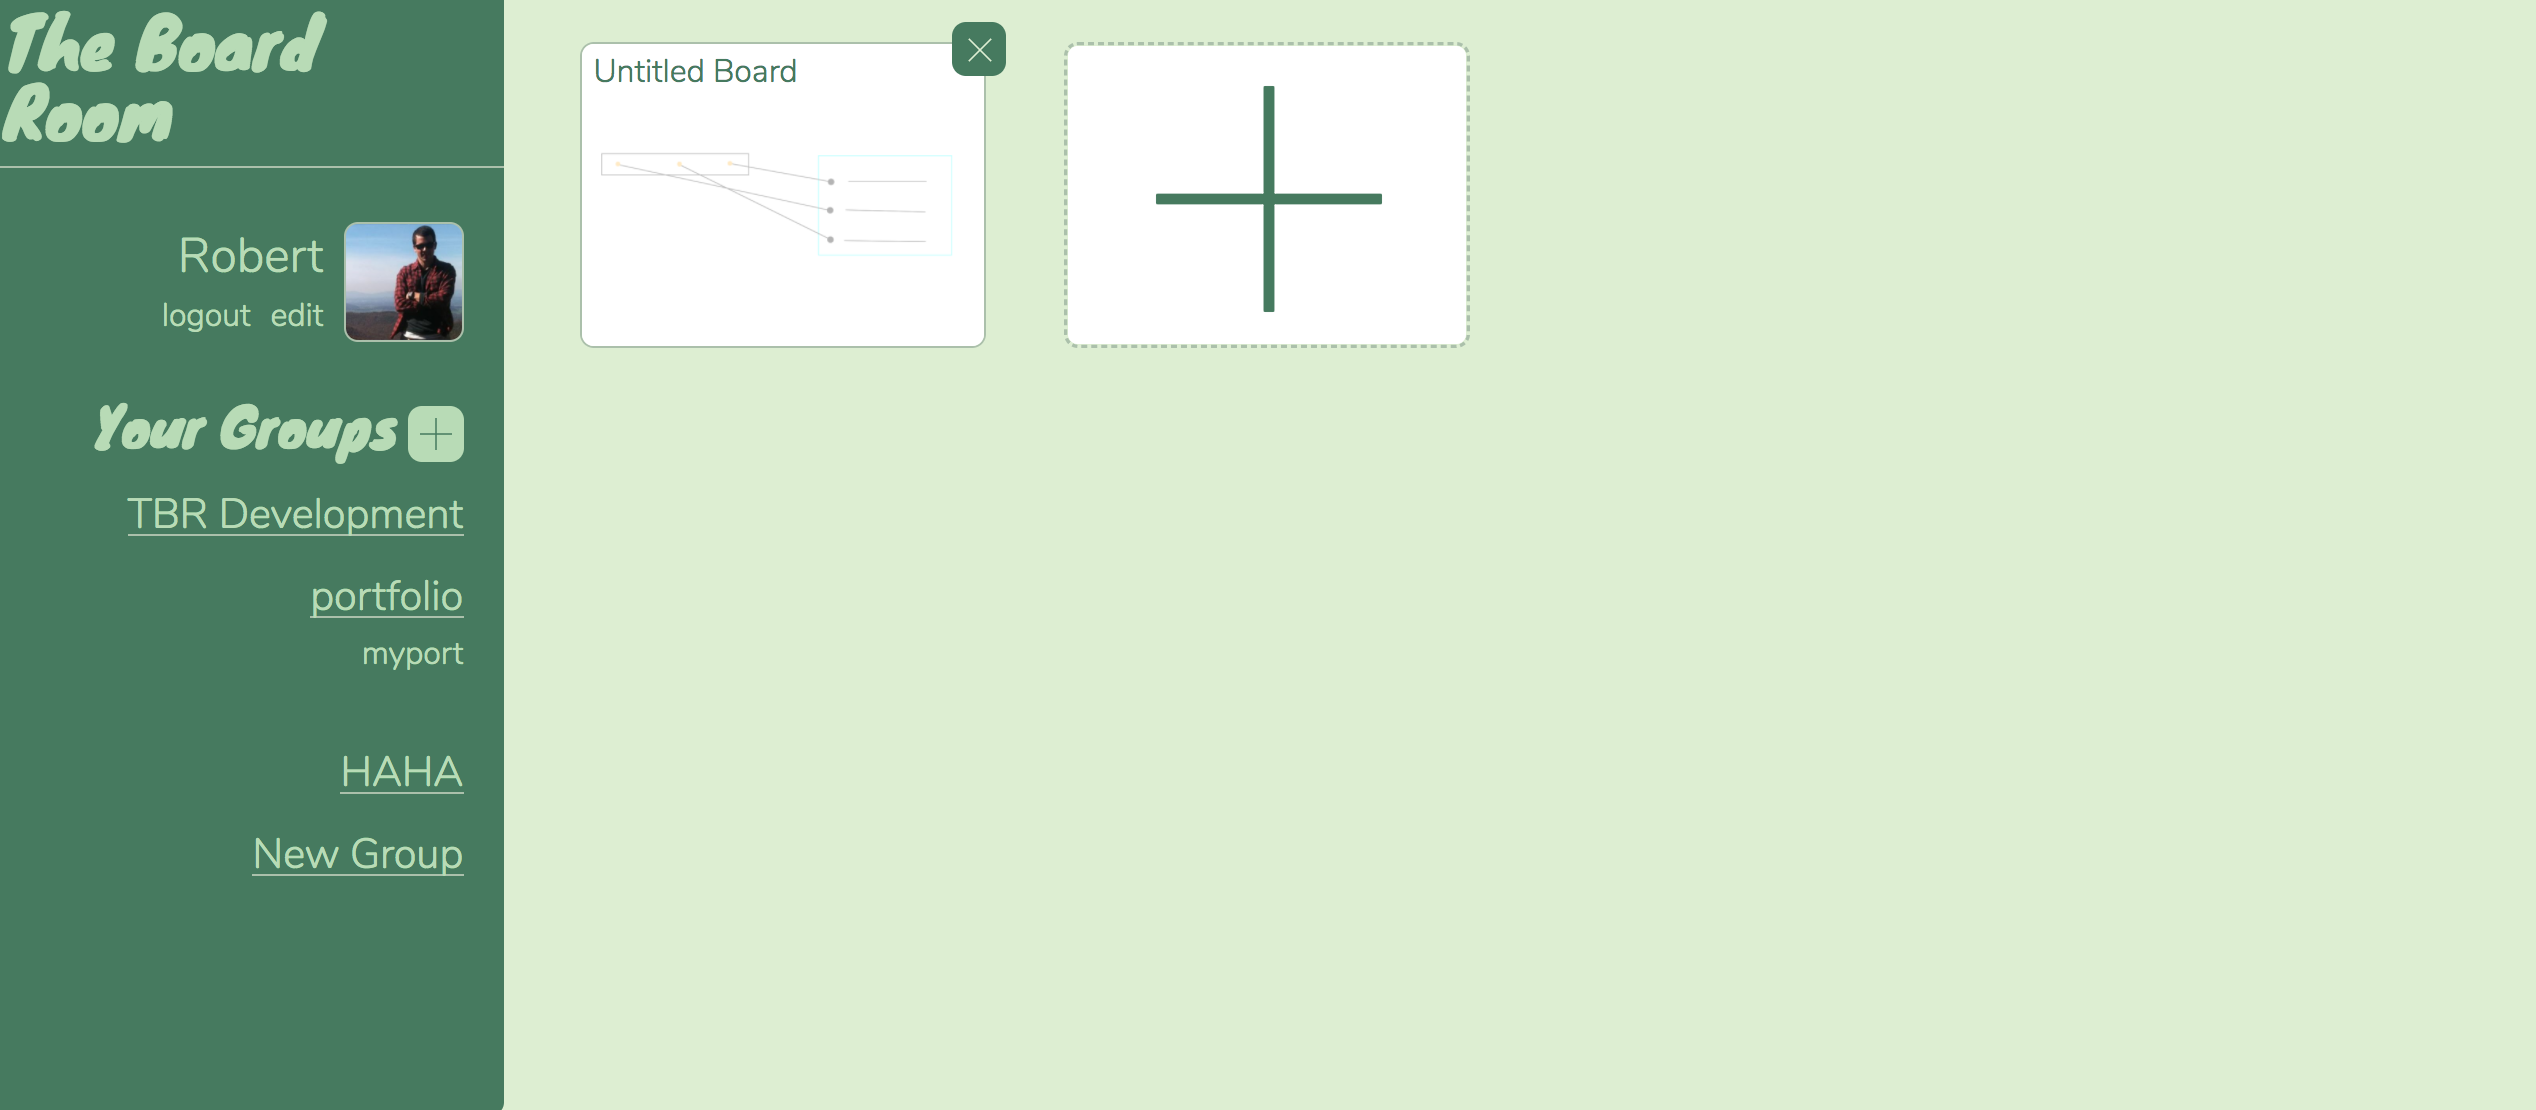 The Board
Room
Robert
logout edit
Your Groups
TBR Development
portfolio
myport
HAHA
New Group
Untitled Board